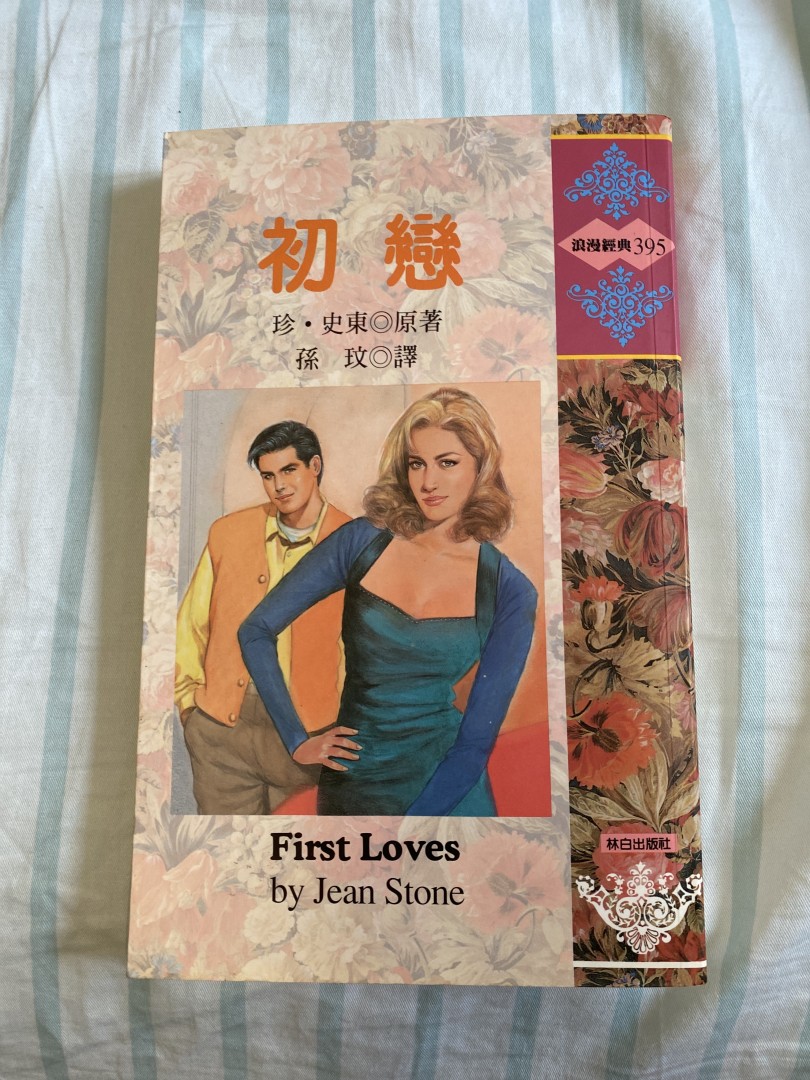 初戀
珍・史東◎原著
孫 玟◎譯
First Loves
by Jean Stone
浪漫經典395
林白出版社